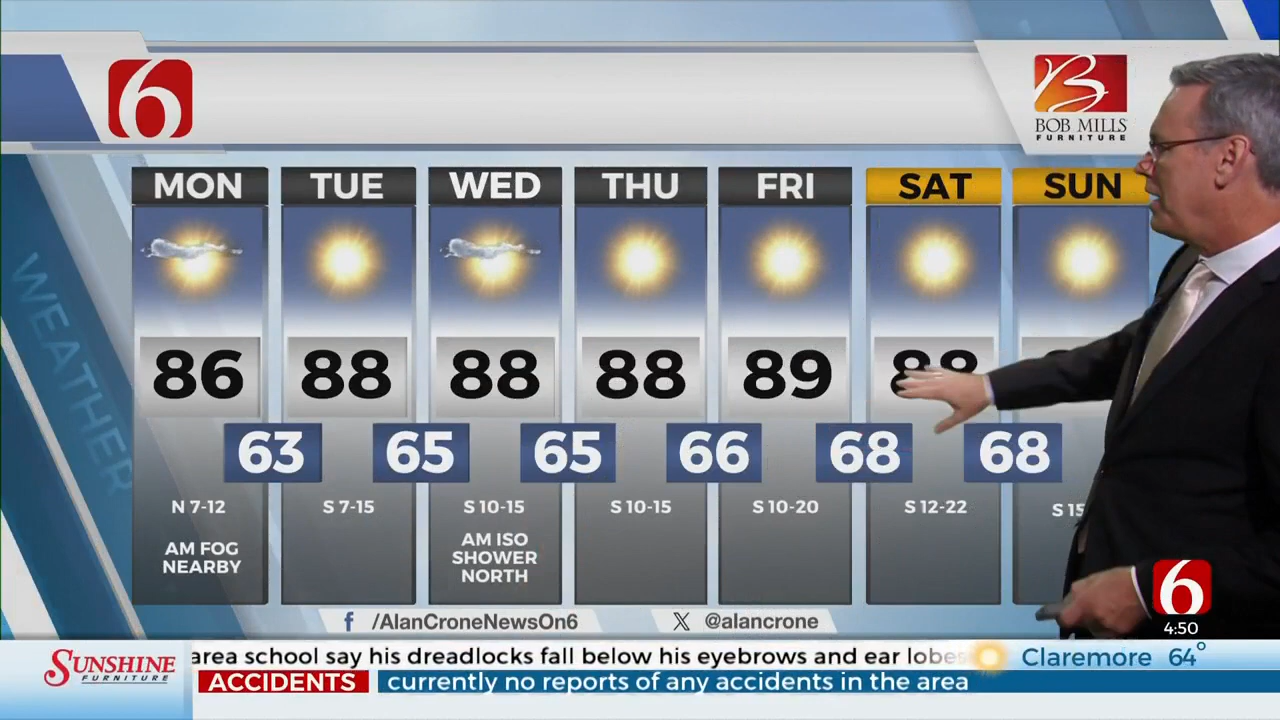 6
B
BOB MILLS
FURNITURE
MON TUE WED THU FRI SAT SUN
86 88 88 88 89 88
63 65 65 66 68 68
N 7-12 S 7-15 S 10-15 S 10-15 S 10-20 S 12-22 S 15
AM FOG
NEARBY
AM ISO
SHOWER
NORTH
WEATHER
f /AlanCroneNewsOn6 X @alancrone
6
4:50
SUNSHINE
FURNITURE
area school say his dreadlocks fall below his eyebrows and ear lobes
Claremore 64°
ACCIDENTS currently no reports of any accidents in the area